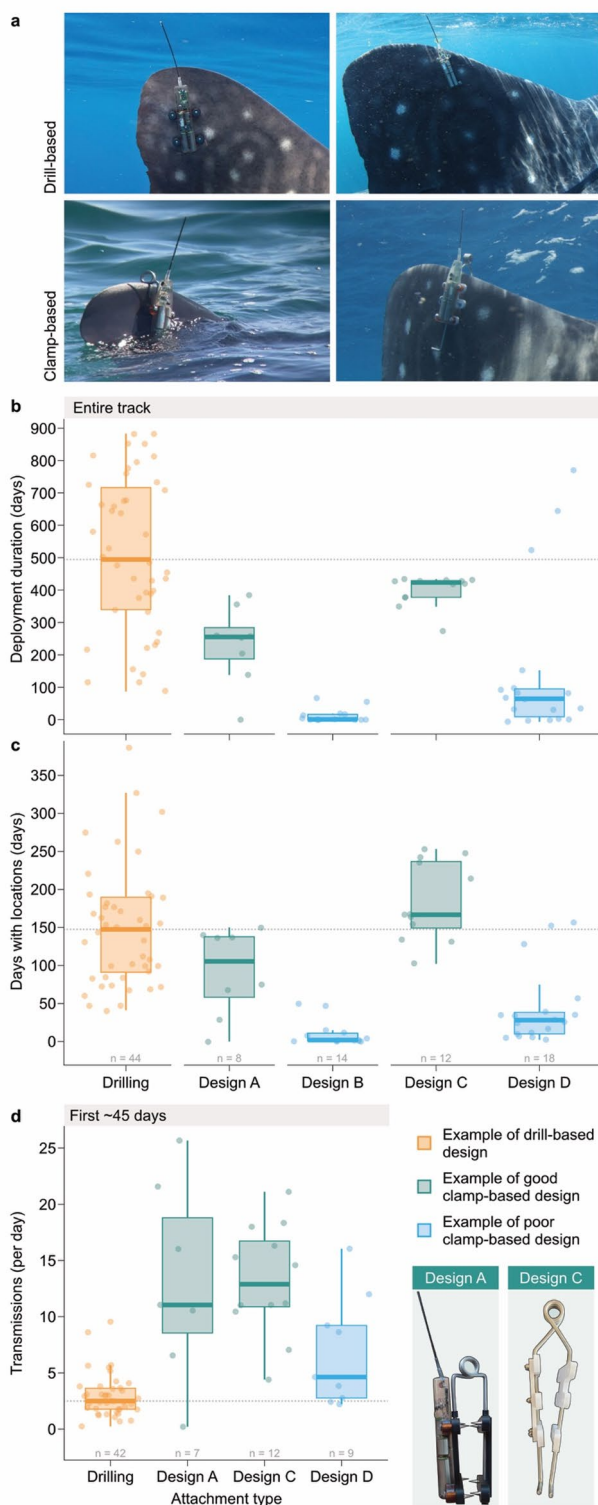 a
Drill-based
Clamp-based
b
Entire track
Deployment duration (days)
900
800
700
600
500
400
300
200
100
0
c
Days with locations (days)
350
300
250
200
150
100
50
0
n = 44
n = 8
n = 14
n = 12
n = 18
Drilling
Design A
Design B
Design C
Design D
d
First ~45 days
Transmissions (per day)
25
20
15
10
5
0
n = 42
n = 7
n = 12
n = 9
Drilling
Design A
Design C
Design D
Attachment type
Example of drill-based
design
Example of good
clamp-based design
Example of poor
clamp-based design
Design A
Design C